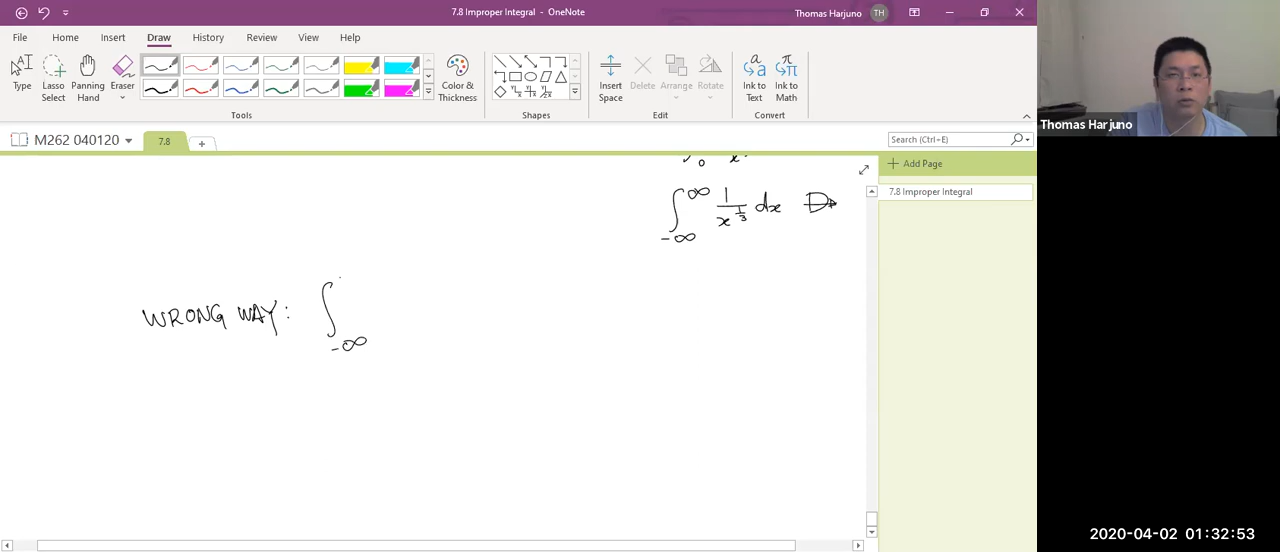 7.8 Improper Integral - OneNote
Thomas Harjuno TH
File Home Insert Draw History Review View Help
Type Lasso Select Panning Hand Eraser Color & Thickness Insert Space Delete Arrange Rotate Ink to Text Ink to Math
Tools Shapes Edit Convert
M262 040120 7.8 Search (Ctrl+E)
Add Page
7.8 Improper Integral
∫_{-∞}^{∞} 1/x^{1/3} dx
WRONG WAY: ∫_{-∞}
Thomas Harjuno
2020-04-02 01:32:53